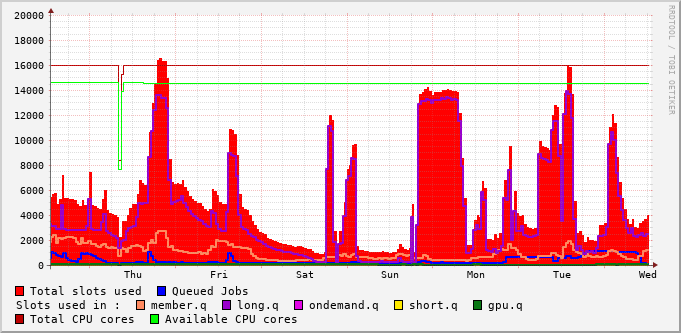 RRDTOOL / TOBI OETIKER
20000
18000
16000
14000
12000
10000
8000
6000
4000
2000
0
Thu Fri Sat Sun Mon Tue Wed
Total slots used Queued Jobs
Slots used in : member.q long.q ondemand.q short.q gpu.q
Total CPU cores Available CPU cores